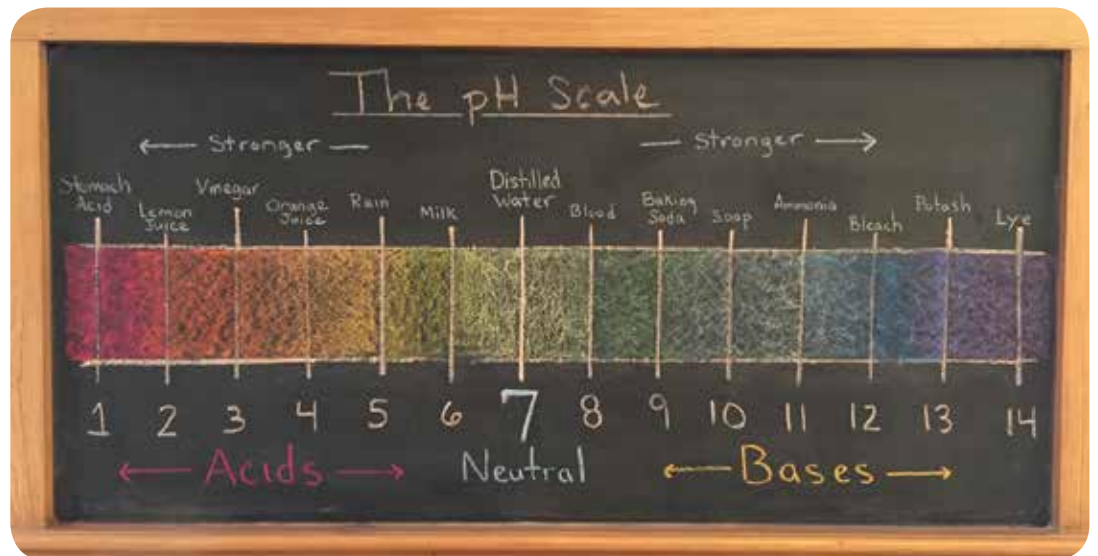 The pH Scale
← Stronger —
— Stronger →
Stomach
Acid
Lemon
Juice
Vinegar
Orange
Juice
Rain
Milk
Distilled
Water
Blood
Baking
Soda
Soap
Ammonia
Bleach
Potash
Lye
1 2 3 4 5 6 7 8 9 10 11 12 13 14
← Acids →
Neutral
← Bases →